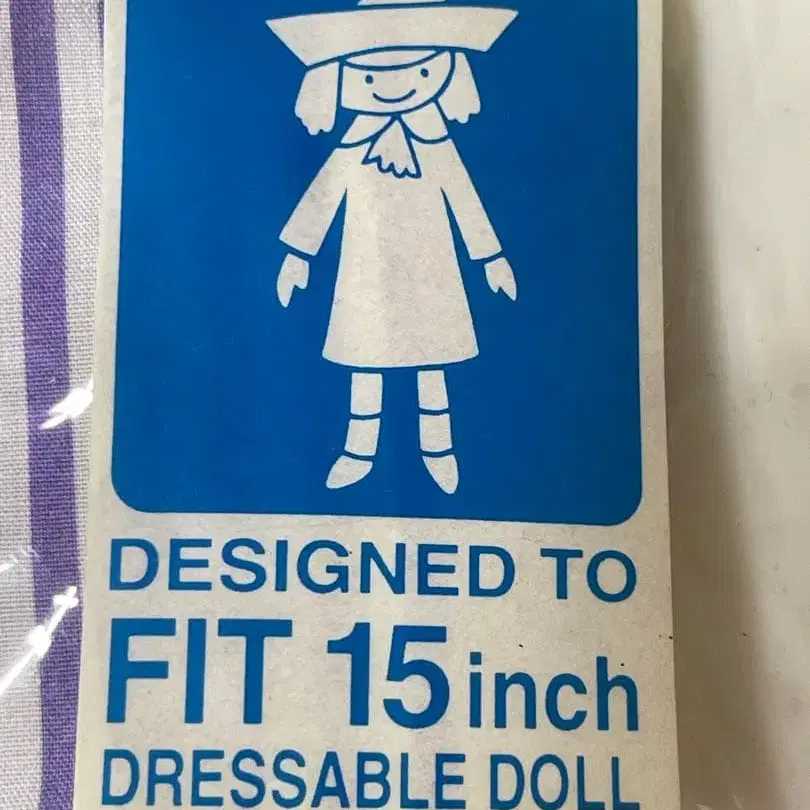 DESIGNED TO
FIT 15 inch
DRESSABLE DOLL